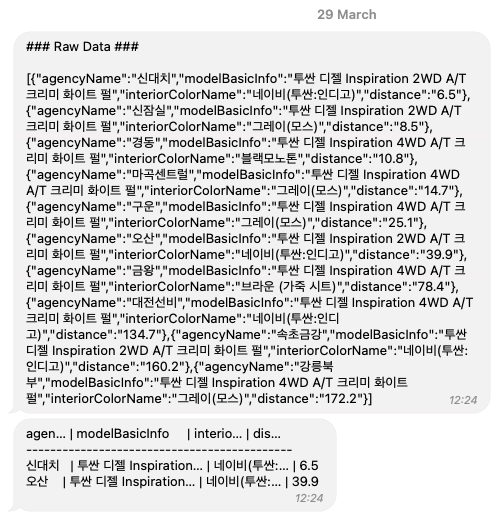 29 March
### Raw Data ###
[{"agencyName":"신대치","modelBasicInfo":"투싼 디젤 Inspiration 2WD A/T
크리미 화이트 펄","interiorColorName":"네이비(투싼:인디고)","distance":"6.5"},
{"agencyName":"신잠실","modelBasicInfo":"투싼 디젤 Inspiration 2WD A/T
크리미 화이트 펄","interiorColorName":"그레이(모스)","distance":"8.5"},
{"agencyName":"경동","modelBasicInfo":"투싼 디젤 Inspiration 4WD A/T 크
리미 화이트 펄","interiorColorName":"블랙모노톤","distance":"10.8"},
{"agencyName":"마곡센트럴","modelBasicInfo":"투싼 디젤 Inspiration 4WD
A/T 크리미 화이트 펄","interiorColorName":"그레이(모스)","distance":"14.7"},
{"agencyName":"구운","modelBasicInfo":"투싼 디젤 Inspiration 4WD A/T 크
리미 화이트 펄","interiorColorName":"그레이(모스)","distance":"25.1"},
{"agencyName":"오산","modelBasicInfo":"투싼 디젤 Inspiration 2WD A/T 크
리미 화이트 펄","interiorColorName":"네이비(투싼:인디고)","distance":"39.9"},
{"agencyName":"금왕","modelBasicInfo":"투싼 디젤 Inspiration 4WD A/T 크
리미 화이트 펄","interiorColorName":"브라운 (가죽 시트)","distance":"78.4"},
{"agencyName":"대전선비","modelBasicInfo":"투싼 디젤 Inspiration 4WD A/T
크리미 화이트 펄","interiorColorName":"네이비(투싼:인디
고)","distance":"134.7"},{"agencyName":"속초금강","modelBasicInfo":"투싼
디젤 Inspiration 2WD A/T 크리미 화이트 펄","interiorColorName":"네이비(투싼:
인디고)","distance":"160.2"},{"agencyName":"강릉북
부","modelBasicInfo":"투싼 디젤 Inspiration 4WD A/T 크리미 화이트
펄","interiorColorName":"그레이(모스)","distance":"172.2"}]
12:24
agen... | modelBasicInfo | interio... | dis...
--------------------------------------------
신대치 | 투싼 디젤 Inspiration... | 네이비(투싼:... | 6.5
오산 | 투싼 디젤 Inspiration... | 네이비(투싼:... | 39.9
12:24